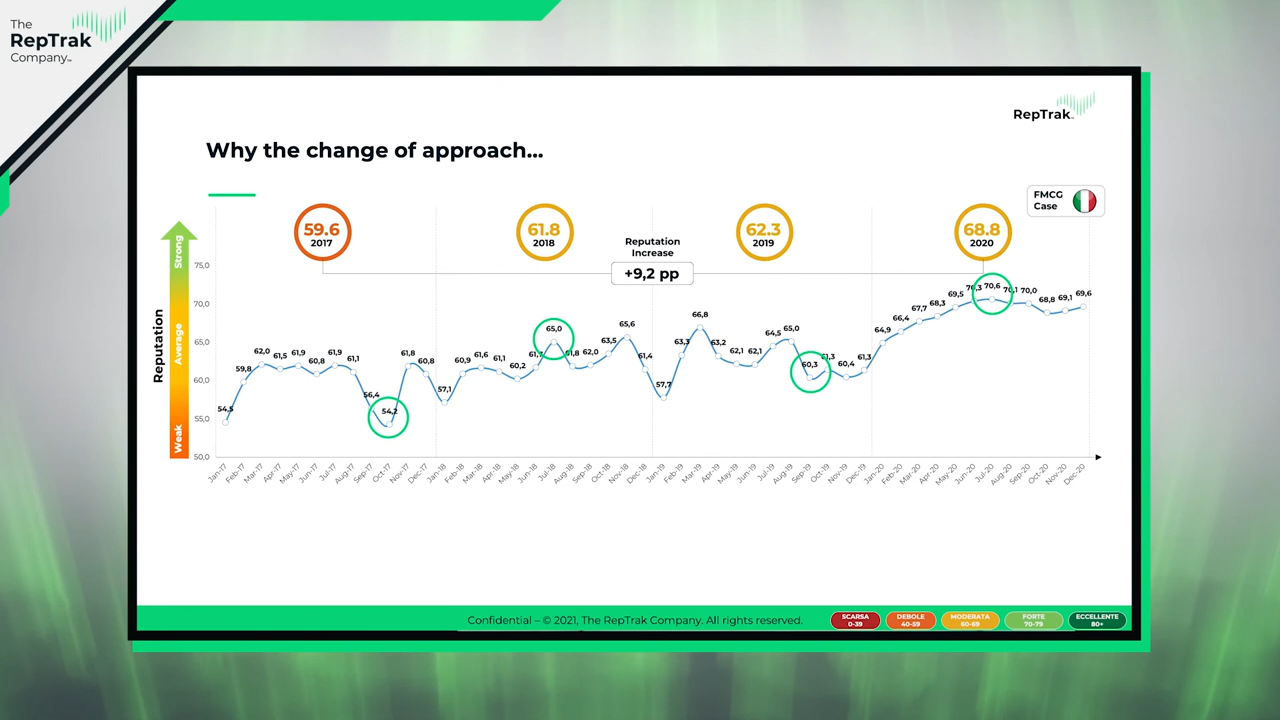 The
RepTrak
Company™
RepTrak™
Why the change of approach...
FMCG
Case
59.6
2017
61.8
2018
62.3
2019
68.8
2020
Reputation
Increase
+9,2 pp
Reputation
Strong
Average
Weak
75,0
70,0
65,0
60,0
55,0
50,0
54,5
59,8
62,0
61,5
61,9
60,8
61,9
61,1
56,4
54,2
61,8
60,8
57,1
60,9
61,6
61,1
60,2
65,0
62,0
63,5
65,6
61,4
57,7
63,3
66,8
63,2
62,1
62,1
64,5
65,0
60,3
61,3
60,4
61,3
64,9
66,4
67,7
68,3
69,5
70,3
70,6
70,1
70,0
68,8
69,1
69,6
Jan-17
Feb-17
Mar-17
Apr-17
May-17
Jun-17
Jul-17
Aug-17
Sep-17
Oct-17
Nov-17
Dec-17
Jan-18
Feb-18
Mar-18
Apr-18
May-18
Jun-18
Jul-18
Aug-18
Sep-18
Oct-18
Nov-18
Dec-18
Jan-19
Feb-19
Mar-19
Apr-19
May-19
Jun-19
Jul-19
Aug-19
Sep-19
Oct-19
Nov-19
Dec-19
Jan-20
Feb-20
Mar-20
Apr-20
May-20
Jun-20
Jul-20
Aug-20
Sep-20
Oct-20
Nov-20
Dec-20
Confidential – © 2021, The RepTrak Company. All rights reserved.
SCARSA
0-39
DEBOLE
40-59
MODERATA
60-69
FORTE
70-79
ECCELLENTE
80+